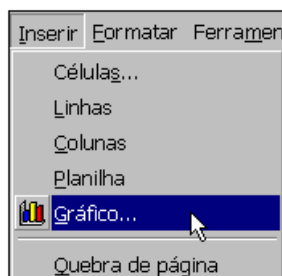 Inserir Formatar Ferramen
Células...
Linhas
Colunas
Planilha
Gráfico...
Quebra de página